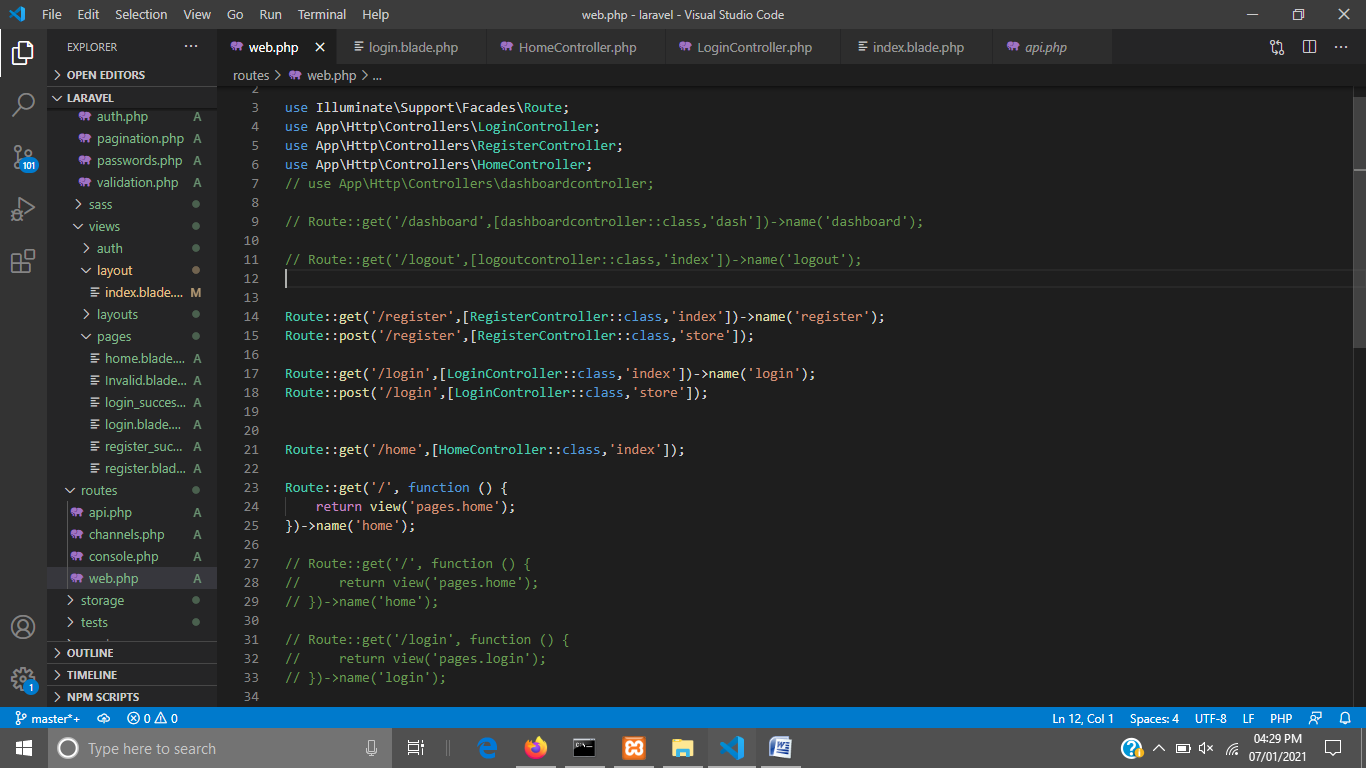 File Edit Selection View Go Run Terminal Help web.php - laravel - Visual Studio Code
EXPLORER ...
OPEN EDITORS
LARAVEL
auth.php A
pagination.php A
passwords.php A
validation.php A
sass
views
auth
layout
index.blade.... M
layouts
pages
home.blade.... A
Invalid.blade... A
login_succes... A
login.blade.... A
register_suc... A
register.blad... A
routes
api.php A
channels.php A
console.php A
web.php A
storage
tests
OUTLINE
TIMELINE
NPM SCRIPTS
101
1
web.php login.blade.php HomeController.php LoginController.php index.blade.php api.php ...
routes > web.php > ...
2
3 use Illuminate\Support\Facades\Route;
4 use App\Http\Controllers\LoginController;
5 use App\Http\Controllers\RegisterController;
6 use App\Http\Controllers\HomeController;
7 // use App\Http\Controllers\dashboardcontroller;
8
9 // Route::get('/dashboard',[dashboardcontroller::class,'dash'])->name('dashboard');
10
11 // Route::get('/logout',[logoutcontroller::class,'index'])->name('logout');
12
13
14 Route::get('/register',[RegisterController::class,'index'])->name('register');
15 Route::post('/register',[RegisterController::class,'store']);
16
17 Route::get('/login',[LoginController::class,'index'])->name('login');
18 Route::post('/login',[LoginController::class,'store']);
19
20
21 Route::get('/home',[HomeController::class,'index']);
22
23 Route::get('/', function () {
24     return view('pages.home');
25 })->name('home');
26
27 // Route::get('/', function () {
28 //     return view('pages.home');
29 // })->name('home');
30
31 // Route::get('/login', function () {
32 //     return view('pages.login');
33 // })->name('login');
34
master*+ 0 0 Ln 12, Col 1 Spaces: 4 UTF-8 LF PHP
Type here to search
04:29 PM
07/01/2021